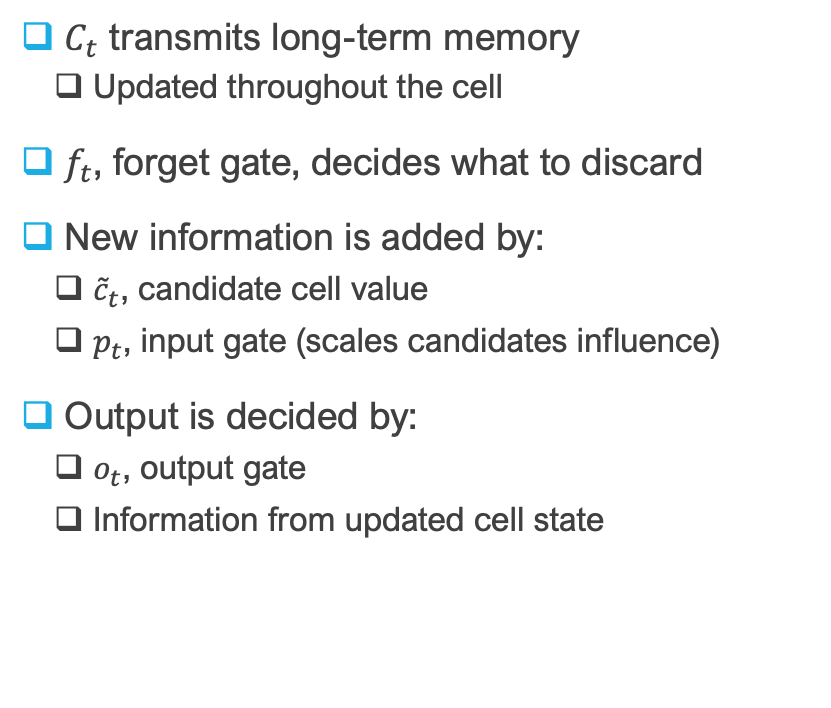 ❑ Cₜ transmits long-term memory
❑ Updated throughout the cell
❑ fₜ, forget gate, decides what to discard
❑ New information is added by:
❑ c̃ₜ, candidate cell value
❑ pₜ, input gate (scales candidates influence)
❑ Output is decided by:
❑ oₜ, output gate
❑ Information from updated cell state